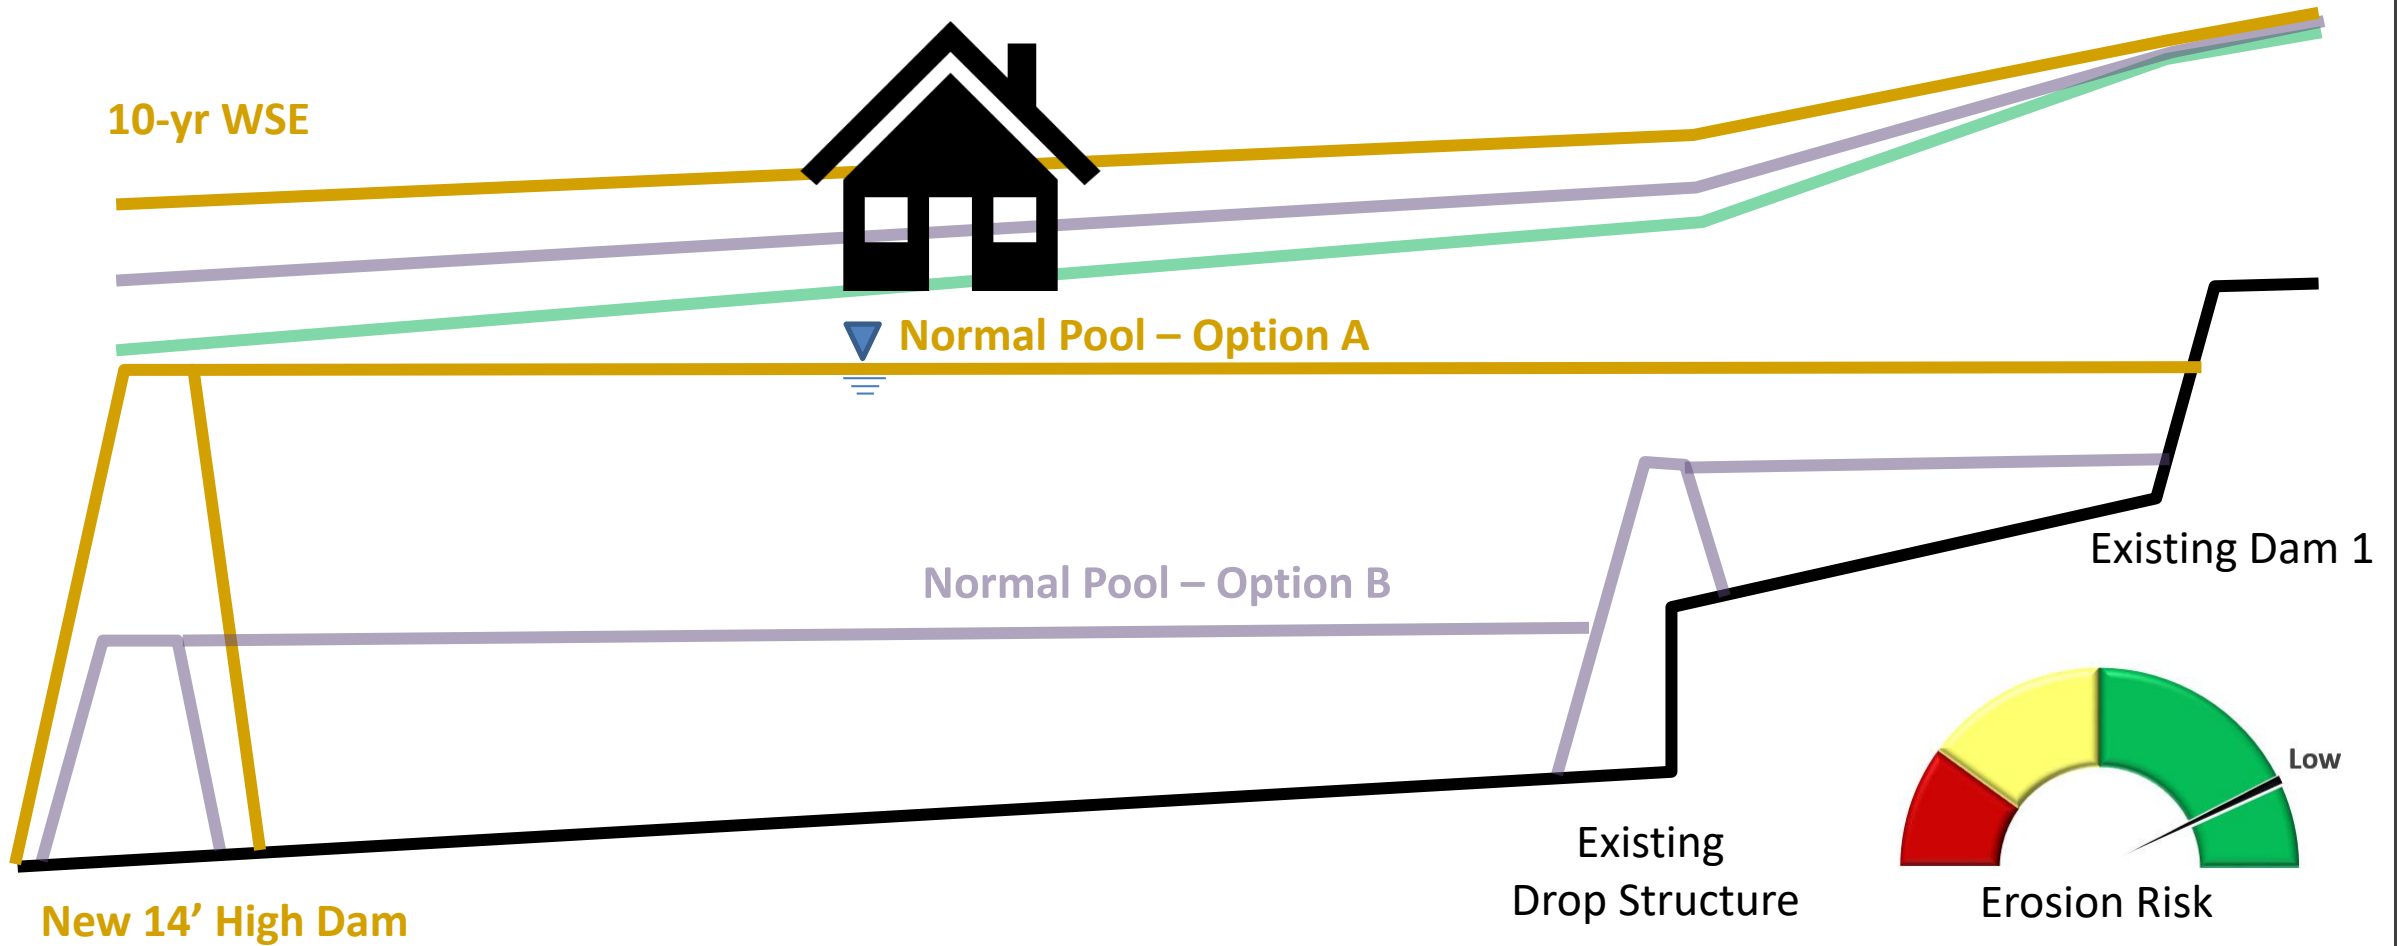 10-yr WSE
Normal Pool – Option A
Normal Pool – Option B
Existing Dam 1
Low
Existing
Drop Structure
Erosion Risk
New 14’ High Dam